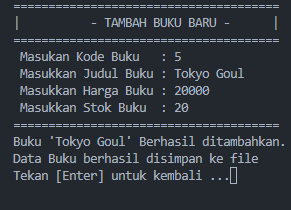 ======================================
|         - TAMBAH BUKU BARU -       |
======================================
Masukan Kode Buku   : 5
Masukkan Judul Buku : Tokyo Goul
Masukkan Harga Buku : 20000
Masukkan Stok Buku  : 20
======================================
Buku 'Tokyo Goul' Berhasil ditambahkan.
Data Buku berhasil disimpan ke file
Tekan [Enter] untuk kembali ...